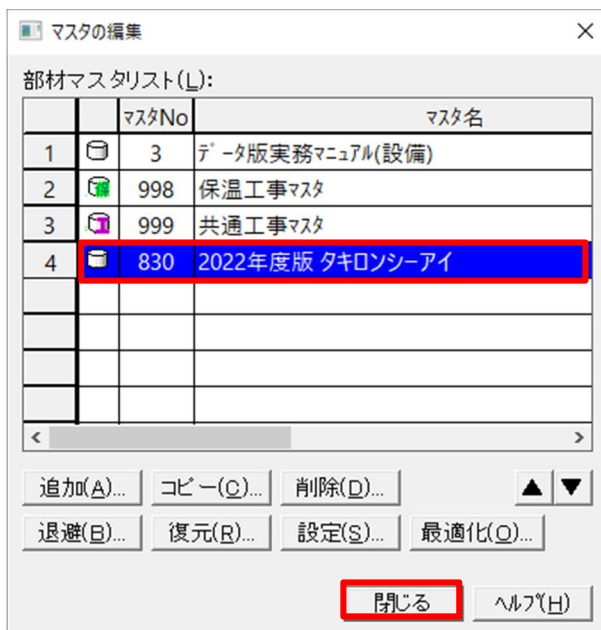 マスタの編集
部材マスタリスト(L):
ﾏｽﾀNo ﾏｽﾀ名
1 3 ﾃﾞｰﾀ版実務ﾏﾆｭｱﾙ(設備)
2 998 保温工事ﾏｽﾀ
3 999 共通工事ﾏｽﾀ
4 830 2022年度版 タキロンシーアイ
追加(A)... コピー(C)... 削除(D)... ▲ ▼
退避(B)... 復元(R)... 設定(S)... 最適化(O)...
閉じる ﾍﾙﾌﾟ(H)